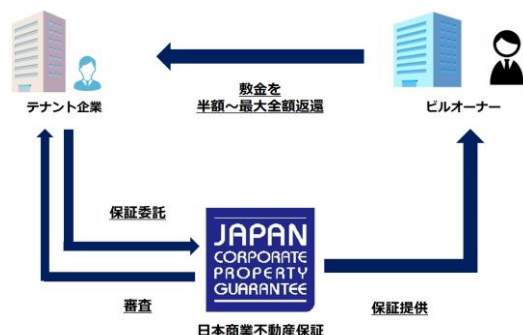 敷金を
半額～最大全額返還
テナント企業
ビルオーナー
保証委託
JAPAN
CORPORATE
PROPERTY
GUARANTEE
審査
保証提供
日本商業不動産保証